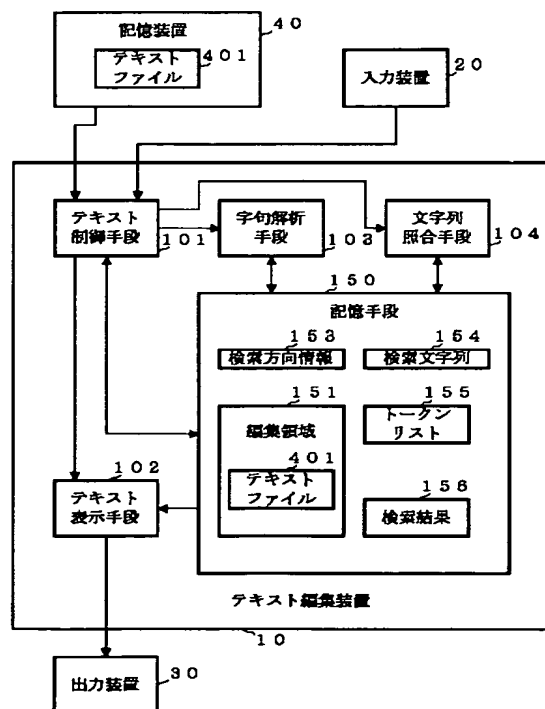 40
記憶装置
401
テキスト
ファイル
20
入力装置
テキスト
制御手段
101
字句解析
手段
103
文字列
照合手段
104
150
記憶手段
153
検索方向情報
154
検索文字列
151
編集領域
401
テキスト
ファイル
155
トークン
リスト
156
検索結果
102
テキスト
表示手段
テキスト編集装置
10
出力装置
30